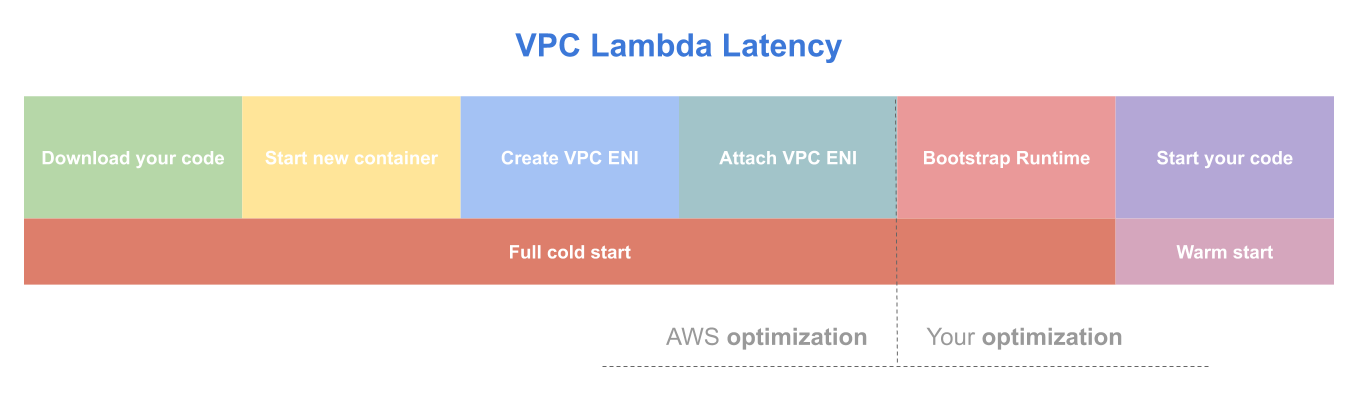 VPC Lambda Latency
Download your code
Start new container
Create VPC ENI
Attach VPC ENI
Bootstrap Runtime
Start your code
Full cold start
Warm start
AWS optimization
Your optimization